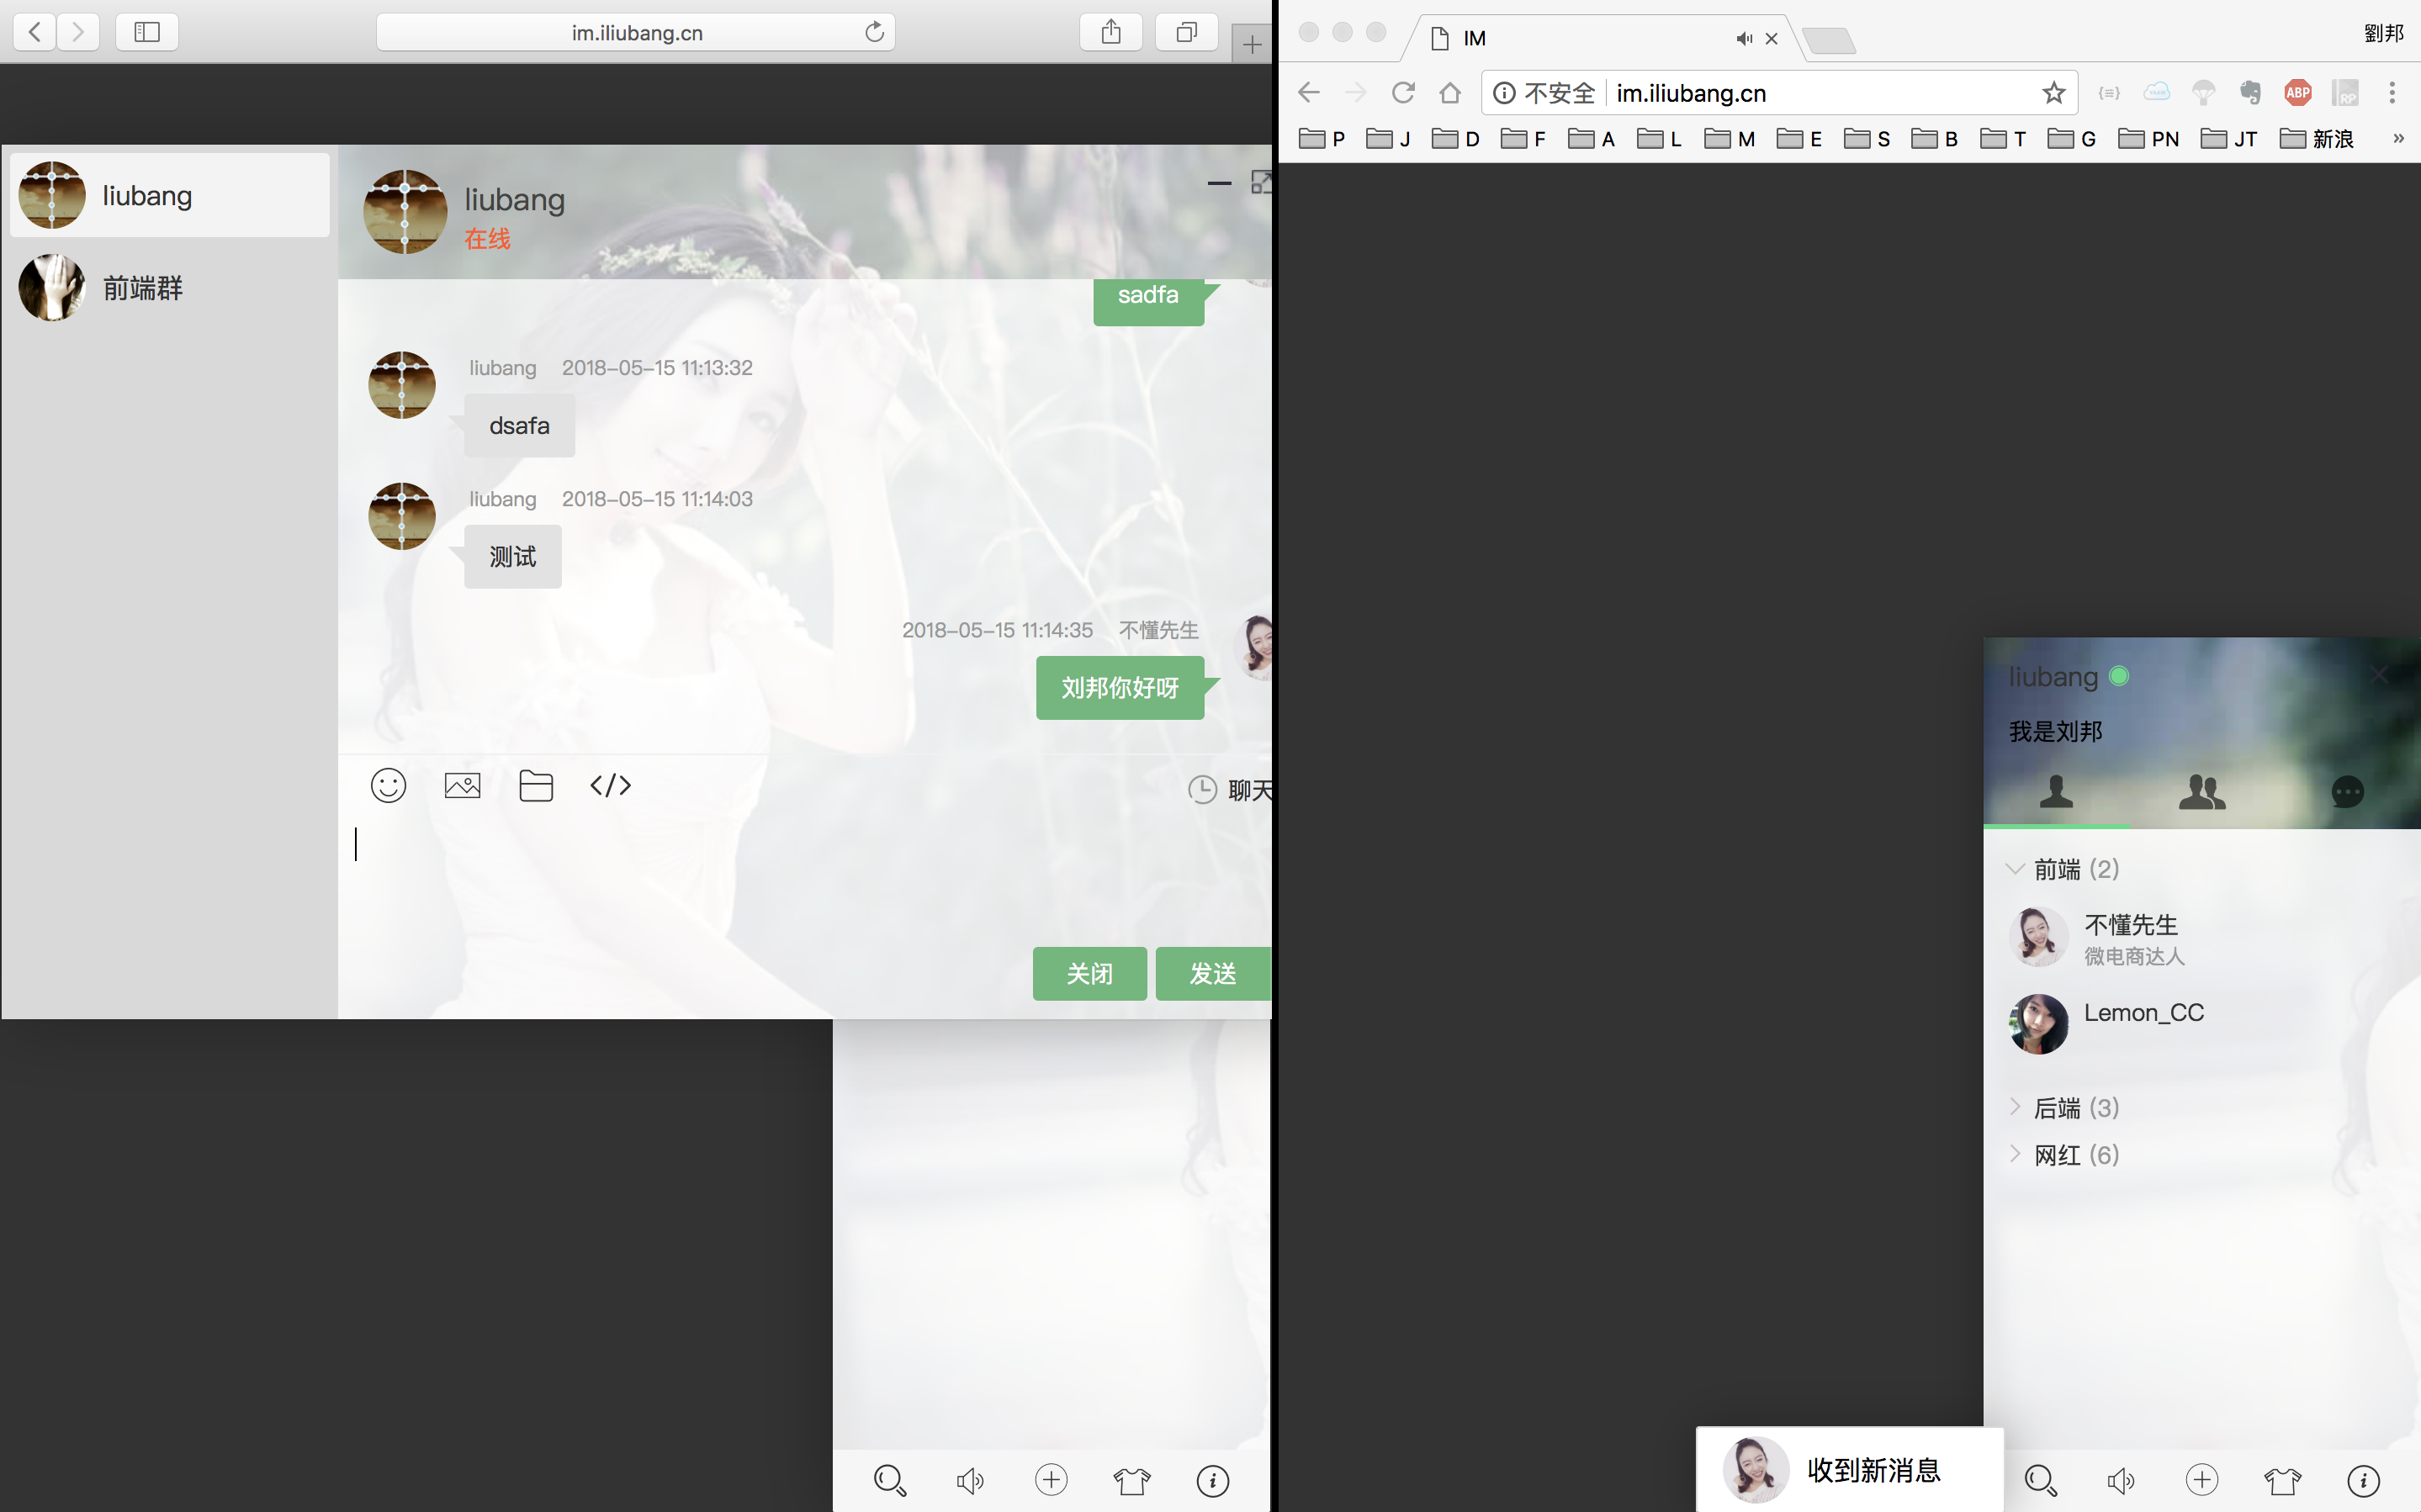 im.iliubang.cn
liubang
前端群
liubang
在线
sadfa
liubang 2018-05-15 11:13:32
dsafa
liubang 2018-05-15 11:14:03
测试
2018-05-15 11:14:35 不懂先生
刘邦你好呀
</>
聊天
关闭 发送
IM
劉邦
不安全 im.iliubang.cn
ABP
RP
P J D F A L M E S B T G PN JT 新浪 »
liubang
我是刘邦
前端 (2)
不懂先生
微电商达人
Lemon_CC
后端 (3)
网红 (6)
收到新消息